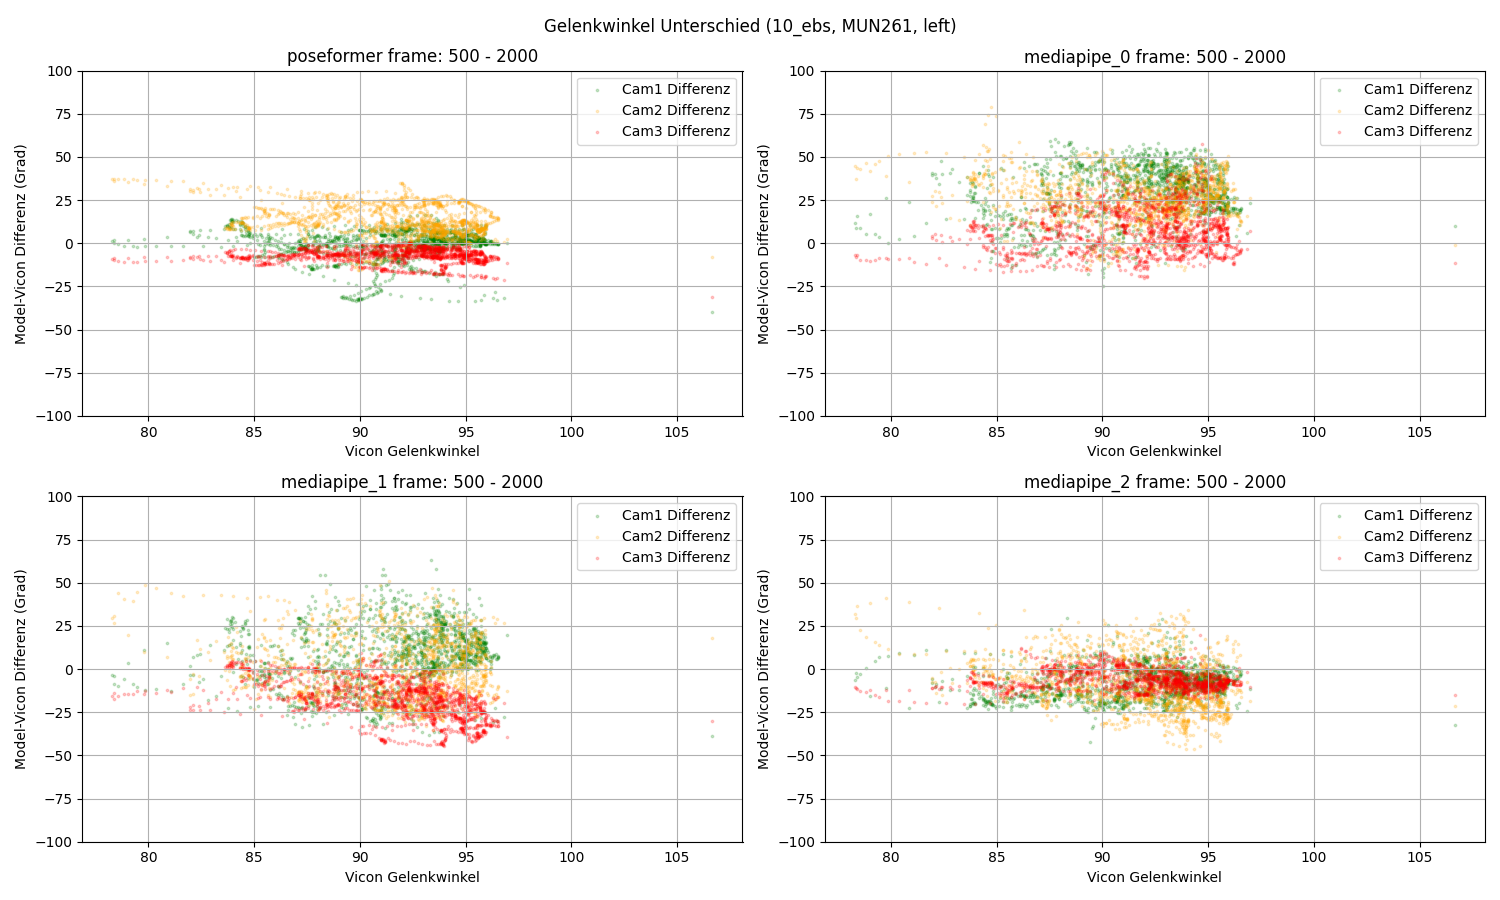 Gelenkwinkel Unterschied (10_ebs, MUN261, left)
poseformer frame: 500 - 2000
100
75
50
25
0
−25
−50
−75
−100
Model-Vicon Differenz (Grad)
Cam1 Differenz
Cam2 Differenz
Cam3 Differenz
80 85 90 95 100 105
Vicon Gelenkwinkel
mediapipe_0 frame: 500 - 2000
100
75
50
25
0
−25
−50
−75
−100
Model-Vicon Differenz (Grad)
Cam1 Differenz
Cam2 Differenz
Cam3 Differenz
80 85 90 95 100 105
Vicon Gelenkwinkel
mediapipe_1 frame: 500 - 2000
100
75
50
25
0
−25
−50
−75
−100
Model-Vicon Differenz (Grad)
Cam1 Differenz
Cam2 Differenz
Cam3 Differenz
80 85 90 95 100 105
Vicon Gelenkwinkel
mediapipe_2 frame: 500 - 2000
100
75
50
25
0
−25
−50
−75
−100
Model-Vicon Differenz (Grad)
Cam1 Differenz
Cam2 Differenz
Cam3 Differenz
80 85 90 95 100 105
Vicon Gelenkwinkel